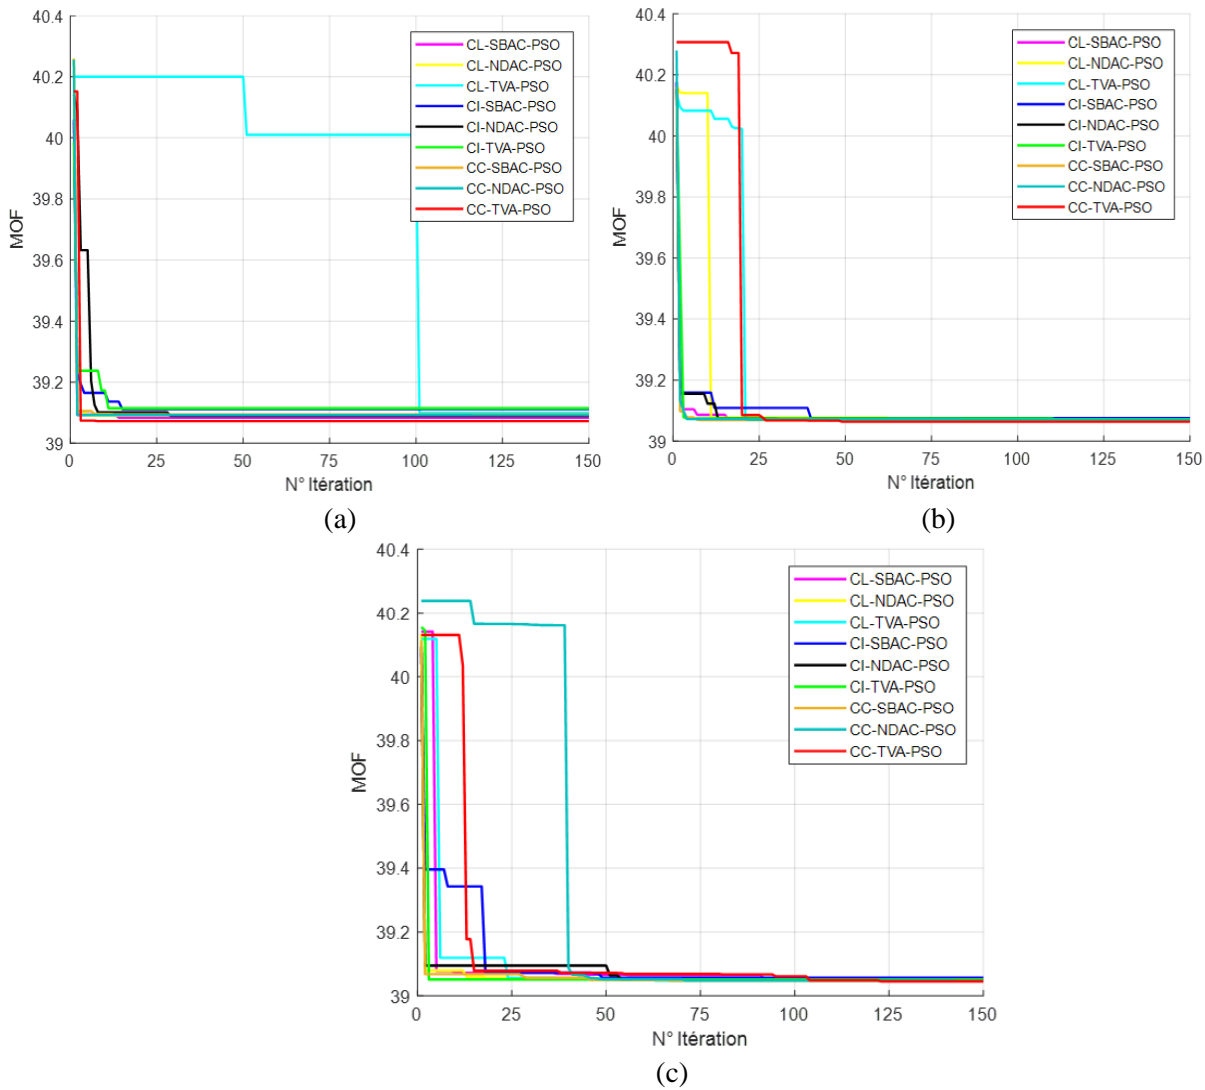 40.4
40.2
40
39.8
39.6
39.4
39.2
39
MOF
CL-SBAC-PSO
CL-NDAC-PSO
CL-TVA-PSO
CI-SBAC-PSO
CI-NDAC-PSO
CI-TVA-PSO
CC-SBAC-PSO
CC-NDAC-PSO
CC-TVA-PSO
0 25 50 75 100 125 150
N° Itération
(a)
40.4
40.2
40
39.8
39.6
39.4
39.2
39
MOF
CL-SBAC-PSO
CL-NDAC-PSO
CL-TVA-PSO
CI-SBAC-PSO
CI-NDAC-PSO
CI-TVA-PSO
CC-SBAC-PSO
CC-NDAC-PSO
CC-TVA-PSO
0 25 50 75 100 125 150
N° Itération
(b)
40.4
40.2
40
39.8
39.6
39.4
39.2
39
MOF
CL-SBAC-PSO
CL-NDAC-PSO
CL-TVA-PSO
CI-SBAC-PSO
CI-NDAC-PSO
CI-TVA-PSO
CC-SBAC-PSO
CC-NDAC-PSO
CC-TVA-PSO
0 25 50 75 100 125 150
N° Itération
(c)